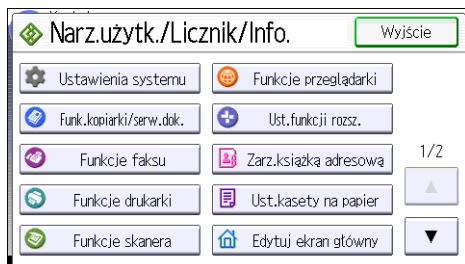 Narz.użytk./Licznik/Info.
Wyjście
Ustawienia systemu
Funkcje przeglądarki
Funk.kopiarki/serw.dok.
Ust.funkcji rozsz.
Funkcje faksu
Zarz.książką adresową
1/2
Funkcje drukarki
Ust.kasety na papier
Funkcje skanera
Edytuj ekran główny